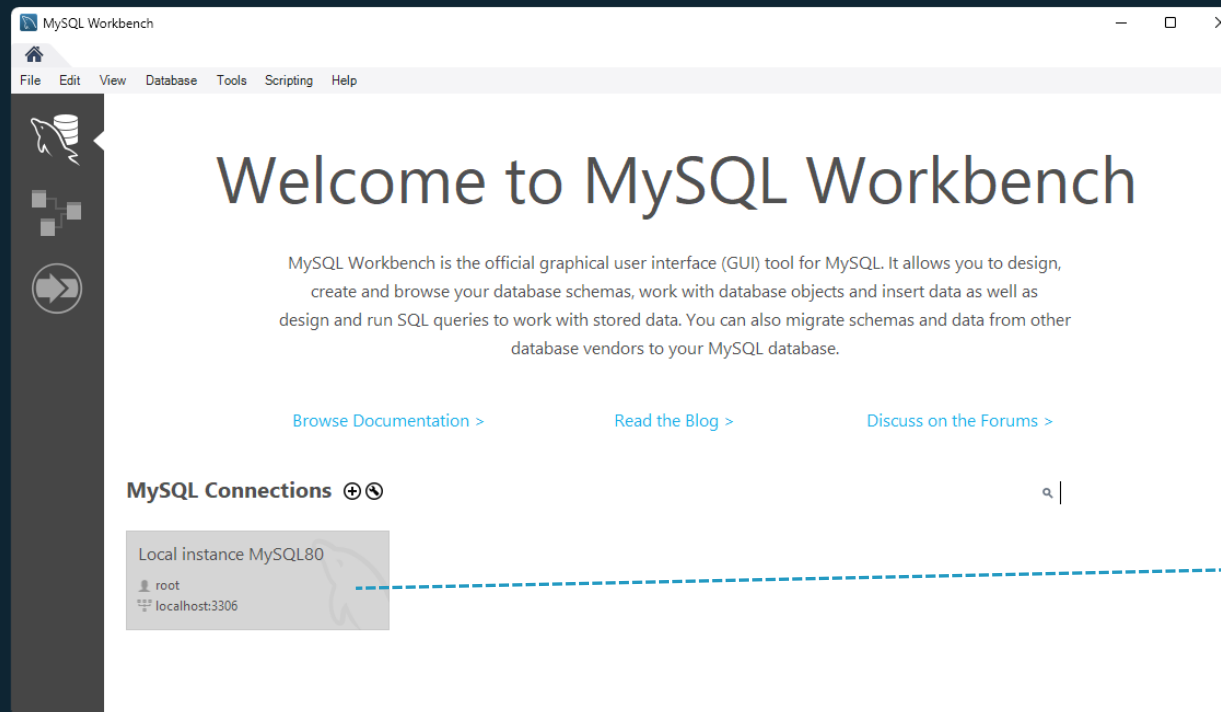 MySQL Workbench
File Edit View Database Tools Scripting Help
Welcome to MySQL Workbench
MySQL Workbench is the official graphical user interface (GUI) tool for MySQL. It allows you to design,
create and browse your database schemas, work with database objects and insert data as well as
design and run SQL queries to work with stored data. You can also migrate schemas and data from other
database vendors to your MySQL database.
Browse Documentation > Read the Blog > Discuss on the Forums >
MySQL Connections
Local instance MySQL80
root
localhost:3306